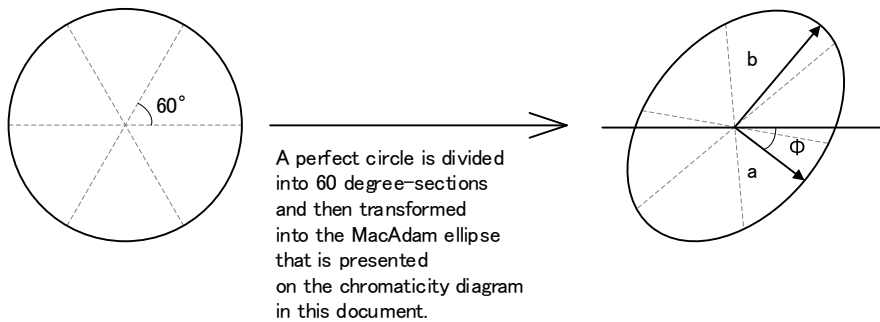 60°
A perfect circle is divided
into 60 degree-sections
and then transformed
into the MacAdam ellipse
that is presented
on the chromaticity diagram
in this document.
b
Φ
a